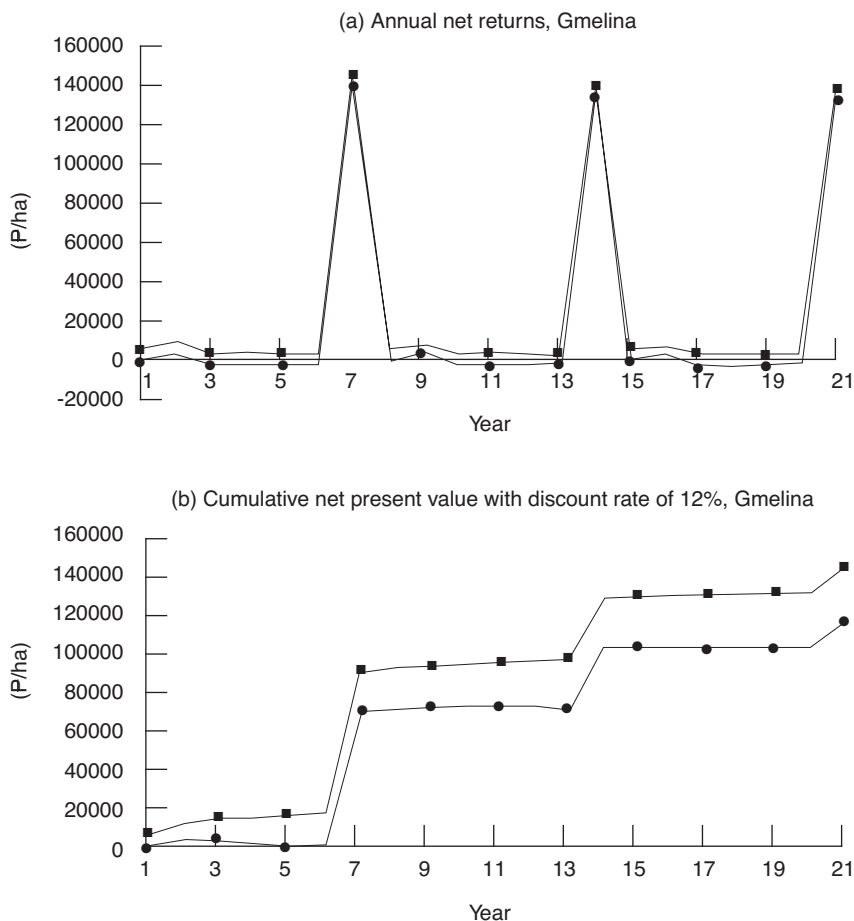 (a) Annual net returns, Gmelina
160000
140000
120000
100000
80000
60000
40000
20000
0
-20000
(P/ha)
1 3 5 7 9 11 13 15 17 19 21
Year
(b) Cumulative net present value with discount rate of 12%, Gmelina
160000
140000
120000
100000
80000
60000
40000
20000
0
(P/ha)
1 3 5 7 9 11 13 15 17 19 21
Year